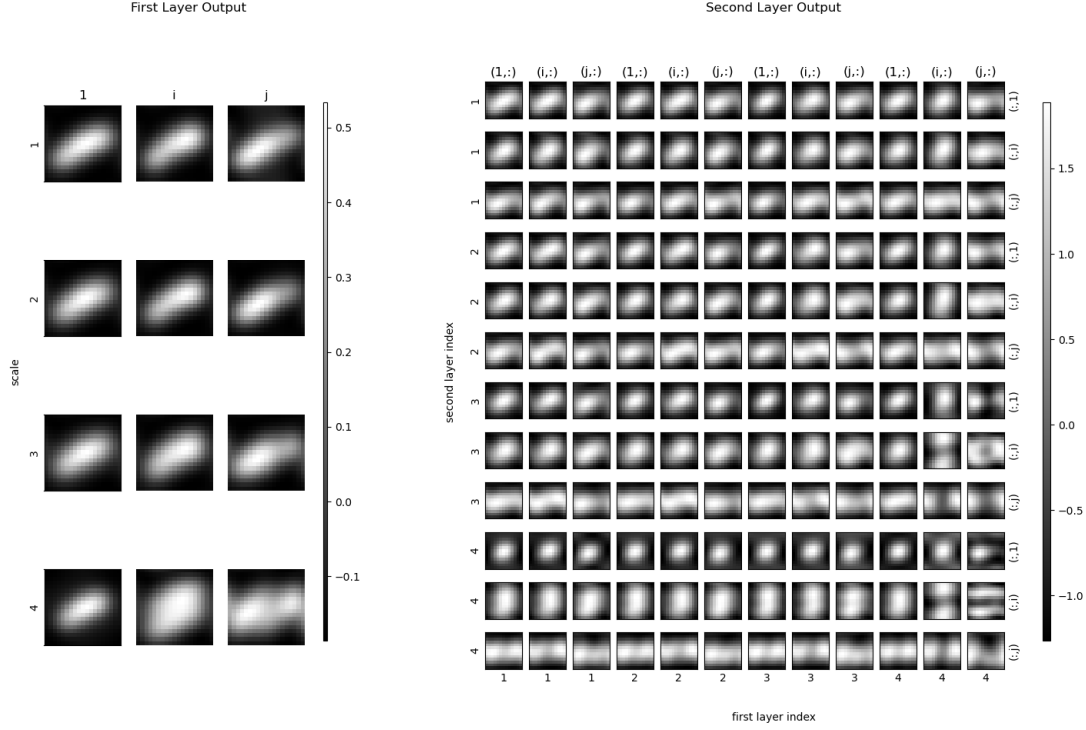 First Layer Output
Second Layer Output
1 i j
1
2
3
4
scale
0.5
0.4
0.3
0.2
0.1
0.0
−0.1
(1,:) (i,:) (j,:) (1,:) (i,:) (j,:) (1,:) (i,:) (j,:) (1,:) (i,:) (j,:)
1 (:,1)
1 (:,i)
1 (:,j)
2 (:,1)
2 (:,i)
2 (:,j)
3 (:,1)
3 (:,i)
3 (:,j)
4 (:,1)
4 (:,i)
4 (:,j)
1 1 1 2 2 2 3 3 3 4 4 4
second layer index
first layer index
1.5
1.0
0.5
0.0
−0.5
−1.0